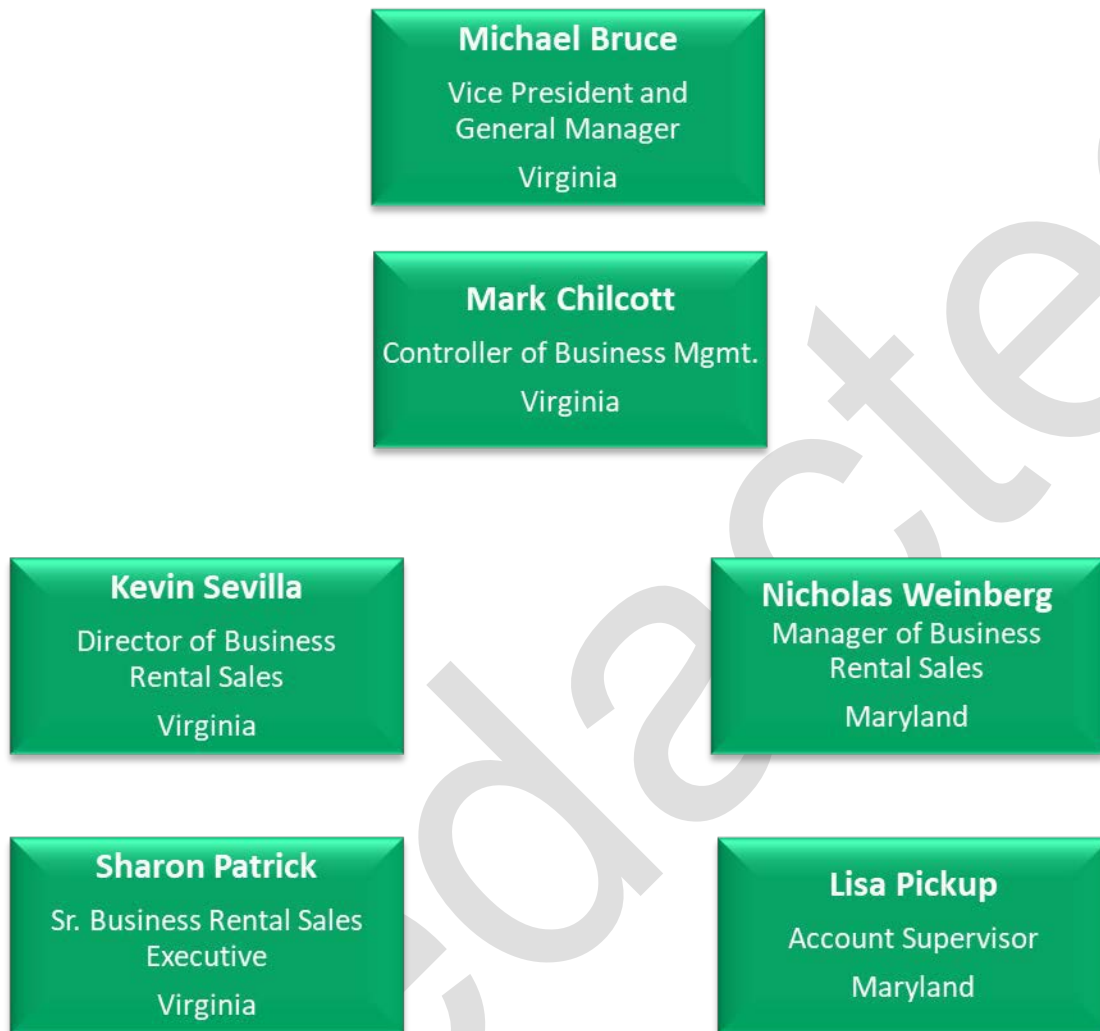 Michael Bruce
Vice President and
General Manager
Virginia
Mark Chilcott
Controller of Business Mgmt.
Virginia
Kevin Sevilla
Director of Business
Rental Sales
Virginia
Nicholas Weinberg
Manager of Business
Rental Sales
Maryland
Sharon Patrick
Sr. Business Rental Sales
Executive
Virginia
Lisa Pickup
Account Supervisor
Maryland